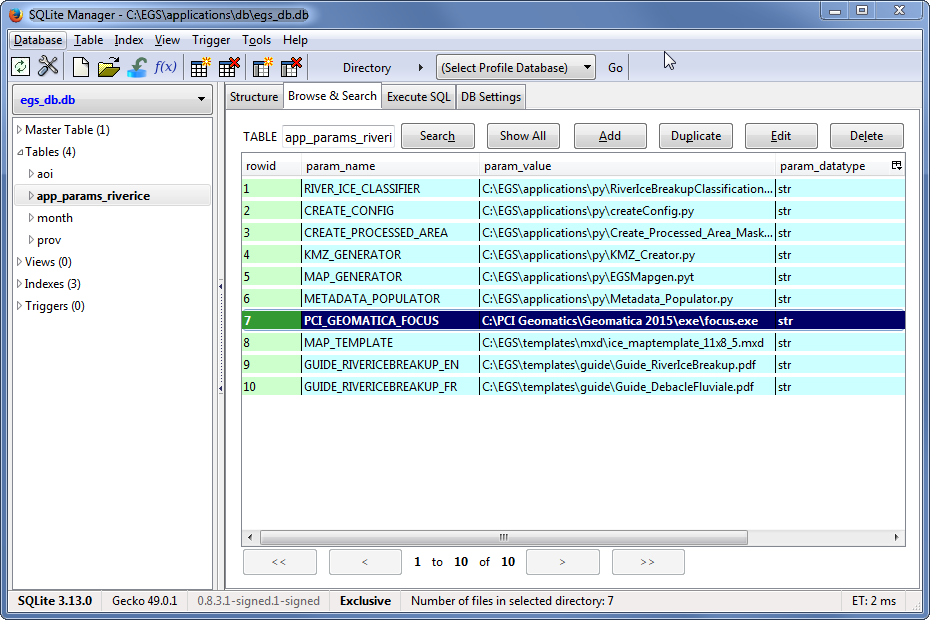 SQLite Manager - C:\EGS\applications\db\egs_db.db
Database Table Index View Trigger Tools Help
f(x) Directory (Select Profile Database) Go
egs_db.db
Master Table (1)
Tables (4)
aoi
app_params_riverice
month
prov
Views (0)
Indexes (3)
Triggers (0)
Structure Browse & Search Execute SQL DB Settings
TABLE app_params_riveri Search Show All Add Duplicate Edit Delete
rowid param_name param_value param_datatype
1 RIVER_ICE_CLASSIFIER C:\EGS\applications\py\RiverIceBreakupClassification... str
2 CREATE_CONFIG C:\EGS\applications\py\createConfig.py str
3 CREATE_PROCESSED_AREA C:\EGS\applications\py\Create_Processed_Area_Mask... str
4 KMZ_GENERATOR C:\EGS\applications\py\KMZ_Creator.py str
5 MAP_GENERATOR C:\EGS\applications\py\EGSMapgen.pyt str
6 METADATA_POPULATOR C:\EGS\applications\py\Metadata_Populator.py str
7 PCI_GEOMATICA_FOCUS C:\PCI Geomatics\Geomatica 2015\exe\focus.exe str
8 MAP_TEMPLATE C:\EGS\templates\mxd\ice_maptemplate_11x8_5.mxd str
9 GUIDE_RIVERICEBREAKUP_EN C:\EGS\templates\guide\Guide_RiverIceBreakup.pdf str
10 GUIDE_RIVERICEBREAKUP_FR C:\EGS\templates\guide\Guide_DebacleFluviale.pdf str
<< < 1 to 10 of 10 > >>
SQLite 3.13.0 Gecko 49.0.1 0.8.3.1-signed.1-signed Exclusive Number of files in selected directory: 7 ET: 2 ms